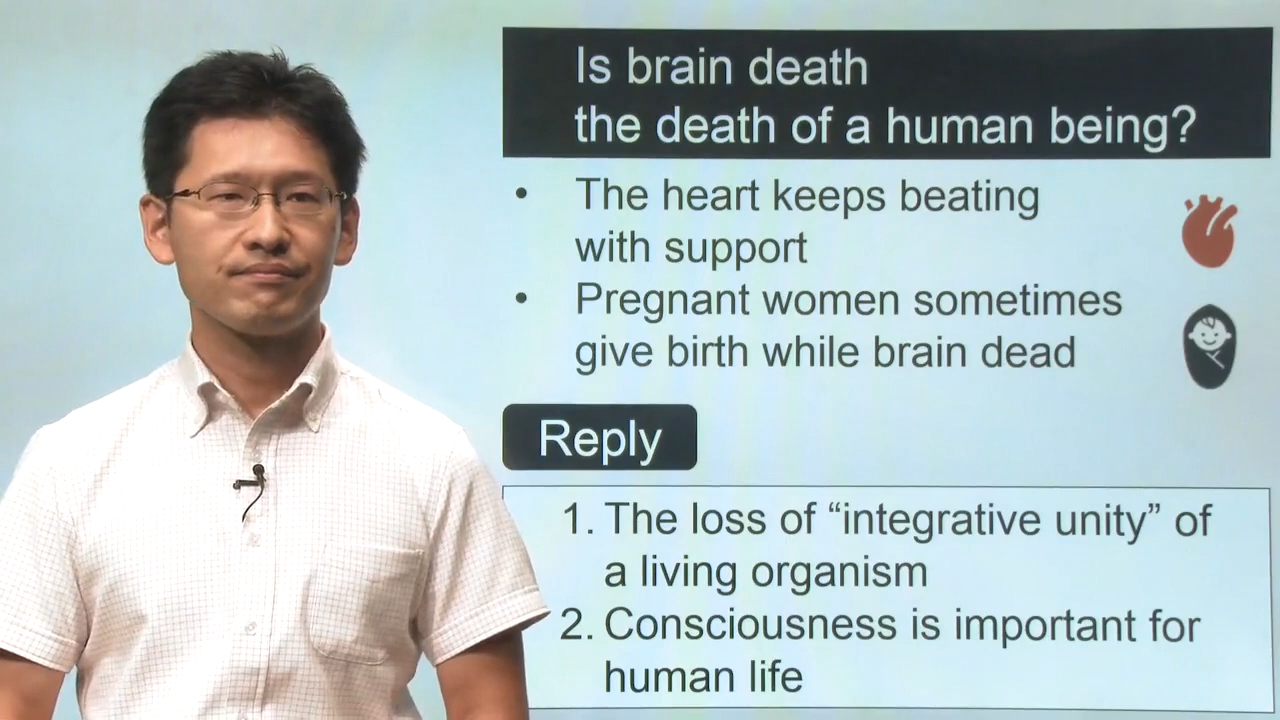 Is brain death
the death of a human being?
• The heart keeps beating
with support
• Pregnant women sometimes
give birth while brain dead
Reply
1. The loss of “integrative unity” of
a living organism
2. Consciousness is important for
human life